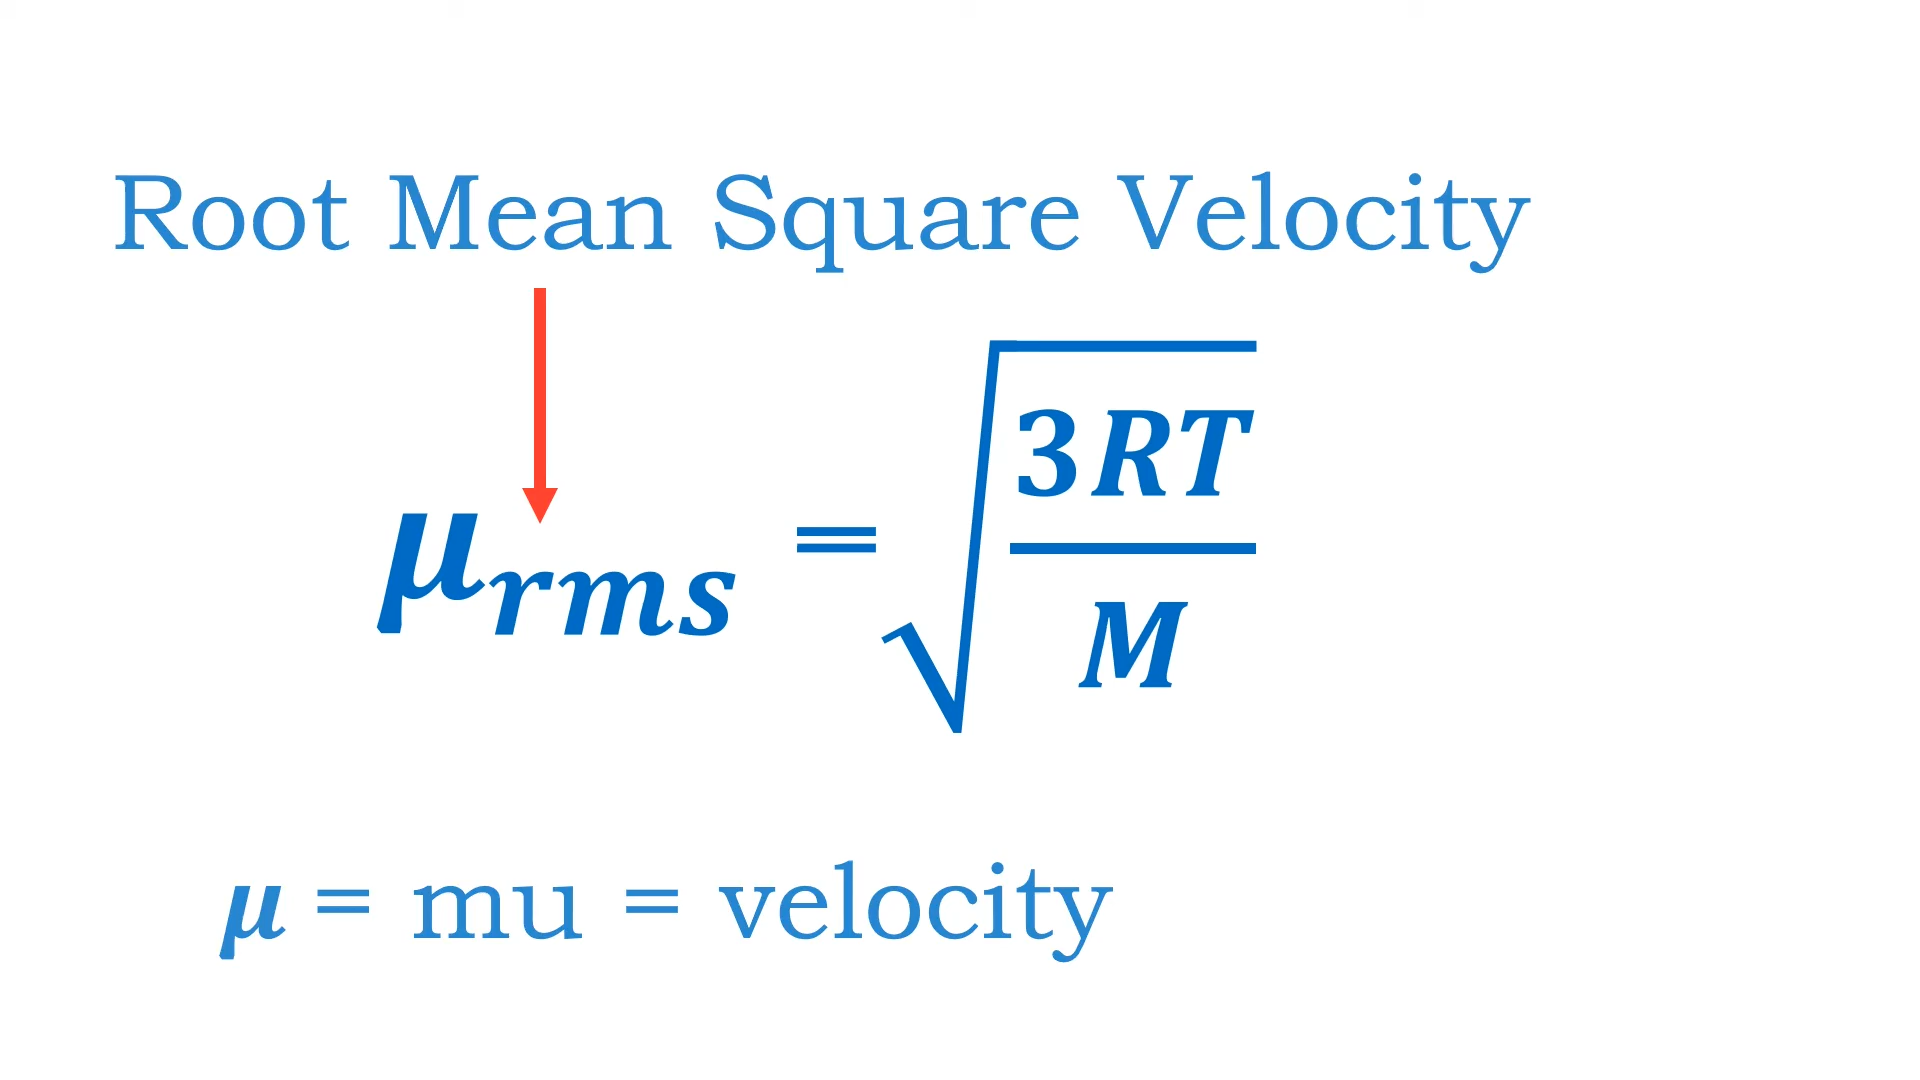 Root Mean Square Velocity
μrms = √(3RT/M)
μ = mu = velocity